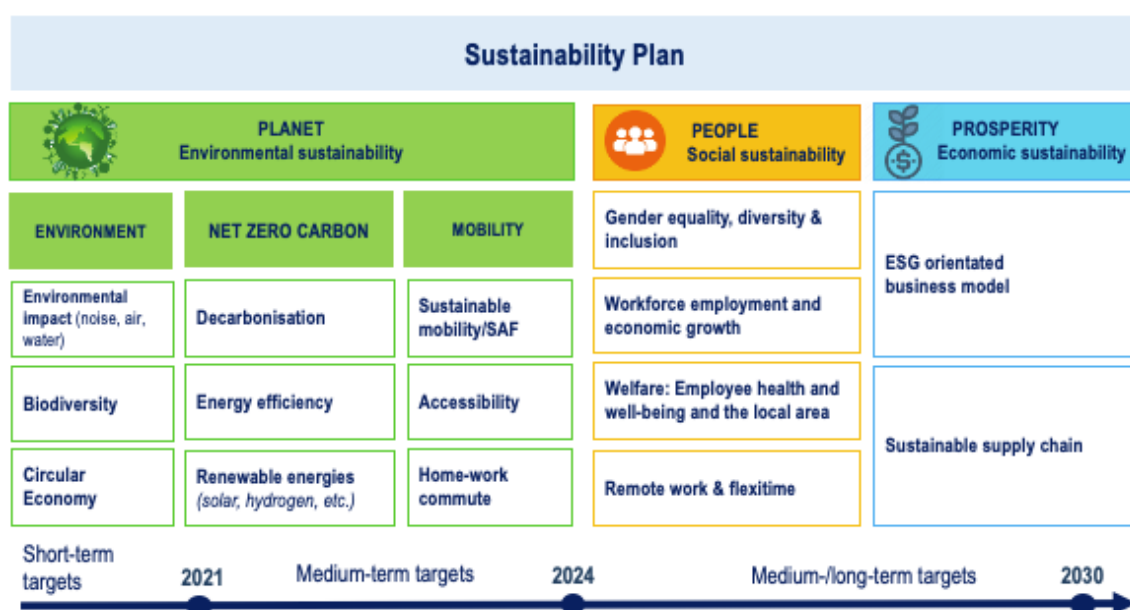 Sustainability Plan
PLANET
Environmental sustainability
PEOPLE
Social sustainability
PROSPERITY
Economic sustainability
ENVIRONMENT
NET ZERO CARBON
MOBILITY
Environmental
impact (noise, air,
water)
Decarbonisation
Sustainable
mobility/SAF
Biodiversity
Energy efficiency
Accessibility
Circular
Economy
Renewable energies
(solar, hydrogen, etc.)
Home-work
commute
Gender equality, diversity &
inclusion
Workforce employment and
economic growth
Welfare: Employee health and
well-being and the local area
Remote work & flexitime
ESG orientated
business model
Sustainable supply chain
Short-term
targets
2021
Medium-term targets
2024
Medium-/long-term targets
2030